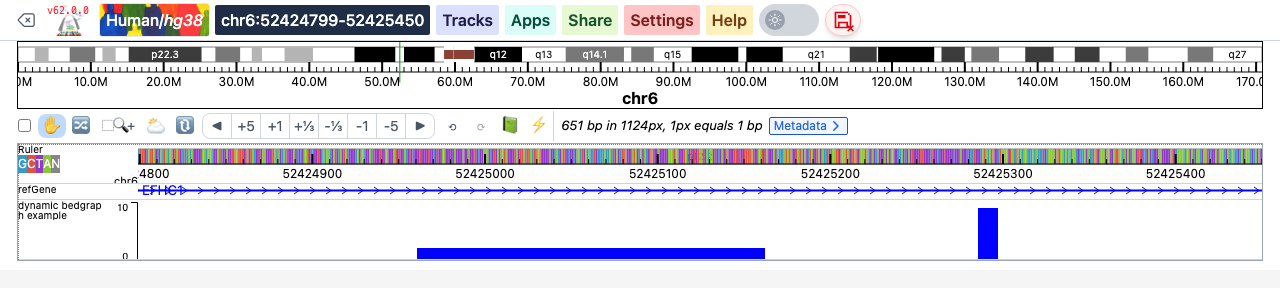 v62.0.0
Human/hg38 chr6:52424799-52425450 Tracks Apps Share Settings Help
p22.3 q12 q13 q14.1 q15 q21 q27
0M 10.0M 20.0M 30.0M 40.0M 50.0M 60.0M 70.0M 80.0M 90.0M 100.0M 110.0M 120.0M 130.0M 140.0M 150.0M 160.0M 170.0
chr6
◀ +5 +1 +⅓ -⅓ -1 -5 ▶ 651 bp in 1124px, 1px equals 1 bp Metadata
Ruler
GCTAN
chr6 4800 52424900 52425000 52425100 52425200 52425300 52425400
refGene EFHC1
dynamic bedgrap
h example
10
0